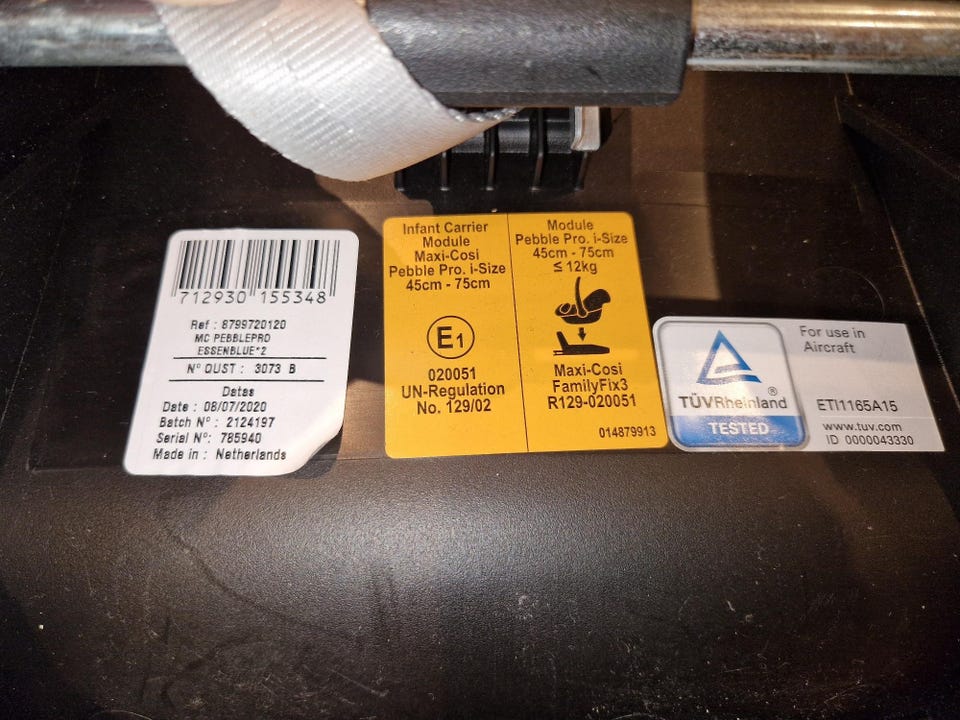 712930 155348
Ref : 8799720120
MC PEBBLEPRO
ESSENBLUE*2
Nº OUST : 3073 B
Datas
Date : 08/07/2020
Batch Nº : 2124197
Serial Nº: 785940
Made in : Netherlands
Infant Carrier
Module
Maxi-Cosi
Pebble Pro. i-Size
45cm - 75cm
E1
020051
UN-Regulation
No. 129/02
Module
Pebble Pro. i-Size
45cm - 75cm
≤ 12kg
Maxi-Cosi
FamilyFix3
R129-020051
014879913
TÜVRheinland®
TESTED
For use in
Aircraft
ETI1165A15
www.tuv.com
ID 0000043330